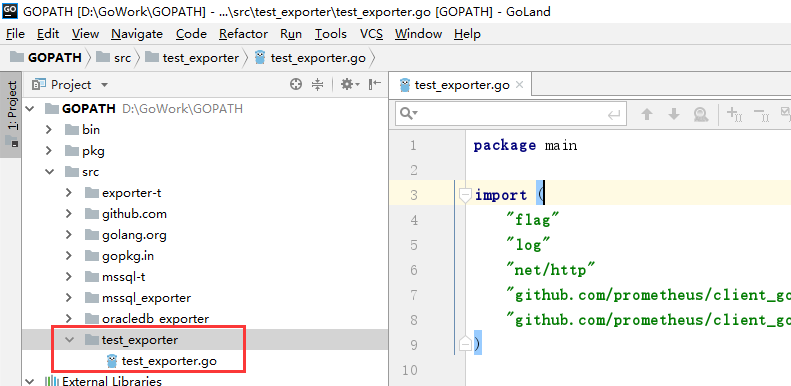 GOPATH [D:\GoWork\GOPATH] - ...\src\test_exporter\test_exporter.go [GOPATH] - GoLand
File Edit View Navigate Code Refactor Run Tools VCS Window Help
GOPATH src test_exporter test_exporter.go
1: Project
Project
GOPATH D:\GoWork\GOPATH
bin
pkg
src
exporter-t
github.com
golang.org
gopkg.in
mssql-t
mssql_exporter
oracledb_exporter
test_exporter
test_exporter.go
External Libraries
test_exporter.go
1 package main
2
3 import (
4 "flag"
5 "log"
6 "net/http"
7 "github.com/prometheus/client_go
8 "github.com/prometheus/client_go
9 )
10